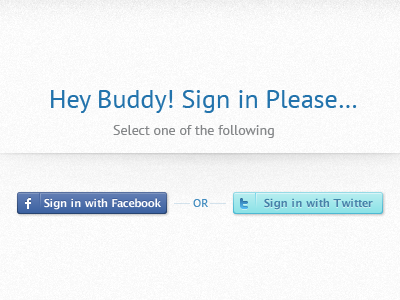 Hey Buddy! Sign in Please...
Select one of the following
Sign in with Facebook OR Sign in with Twitter